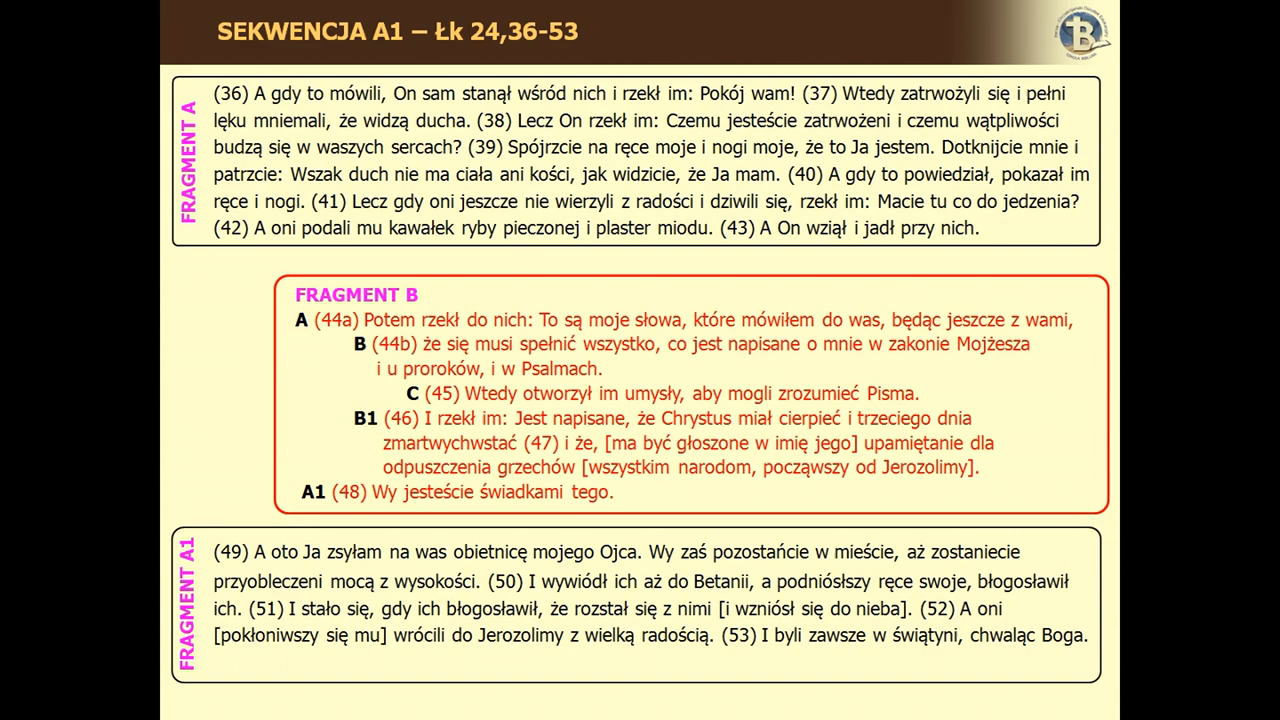 SEKWENCJA A1 – Łk 24,36-53
FRAGMENT A
(36) A gdy to mówili, On sam stanął wśród nich i rzekł im: Pokój wam! (37) Wtedy zatrwożyli się i pełni
lęku mniemali, że widzą ducha. (38) Lecz On rzekł im: Czemu jesteście zatrwożeni i czemu wątpliwości
budzą się w waszych sercach? (39) Spójrzcie na ręce moje i nogi moje, że to Ja jestem. Dotknijcie mnie i
patrzcie: Wszak duch nie ma ciała ani kości, jak widzicie, że Ja mam. (40) A gdy to powiedział, pokazał im
ręce i nogi. (41) Lecz gdy oni jeszcze nie wierzyli z radości i dziwili się, rzekł im: Macie tu co do jedzenia?
(42) A oni podali mu kawałek ryby pieczonej i plaster miodu. (43) A On wziął i jadł przy nich.
FRAGMENT B
A (44a) Potem rzekł do nich: To są moje słowa, które mówiłem do was, będąc jeszcze z wami,
B (44b) że się musi spełnić wszystko, co jest napisane o mnie w zakonie Mojżesza
i u proroków, i w Psalmach.
C (45) Wtedy otworzył im umysły, aby mogli zrozumieć Pisma.
B1 (46) I rzekł im: Jest napisane, że Chrystus miał cierpieć i trzeciego dnia
zmartwychwstać (47) i że, [ma być głoszone w imię jego] upamiętanie dla
odpuszczenia grzechów [wszystkim narodom, począwszy od Jerozolimy].
A1 (48) Wy jesteście świadkami tego.
FRAGMENT A1
(49) A oto Ja zsyłam na was obietnicę mojego Ojca. Wy zaś pozostańcie w mieście, aż zostaniecie
przyobleczeni mocą z wysokości. (50) I wywiódł ich aż do Betanii, a podniósłszy ręce swoje, błogosławił
ich. (51) I stało się, gdy ich błogosławił, że rozstał się z nimi [i wzniósł się do nieba]. (52) A oni
[pokłoniwszy się mu] wrócili do Jerozolimy z wielką radością. (53) I byli zawsze w świątyni, chwaląc Boga.